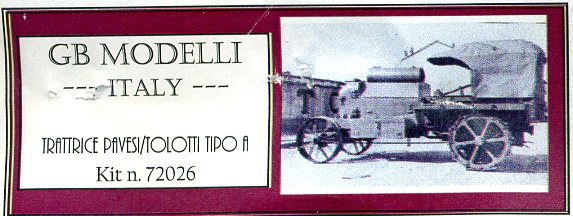 GB MODELLI
--- ITALY ---
TRATTRICE PAVESI/TOLOTTI TIPO A
Kit n. 72026